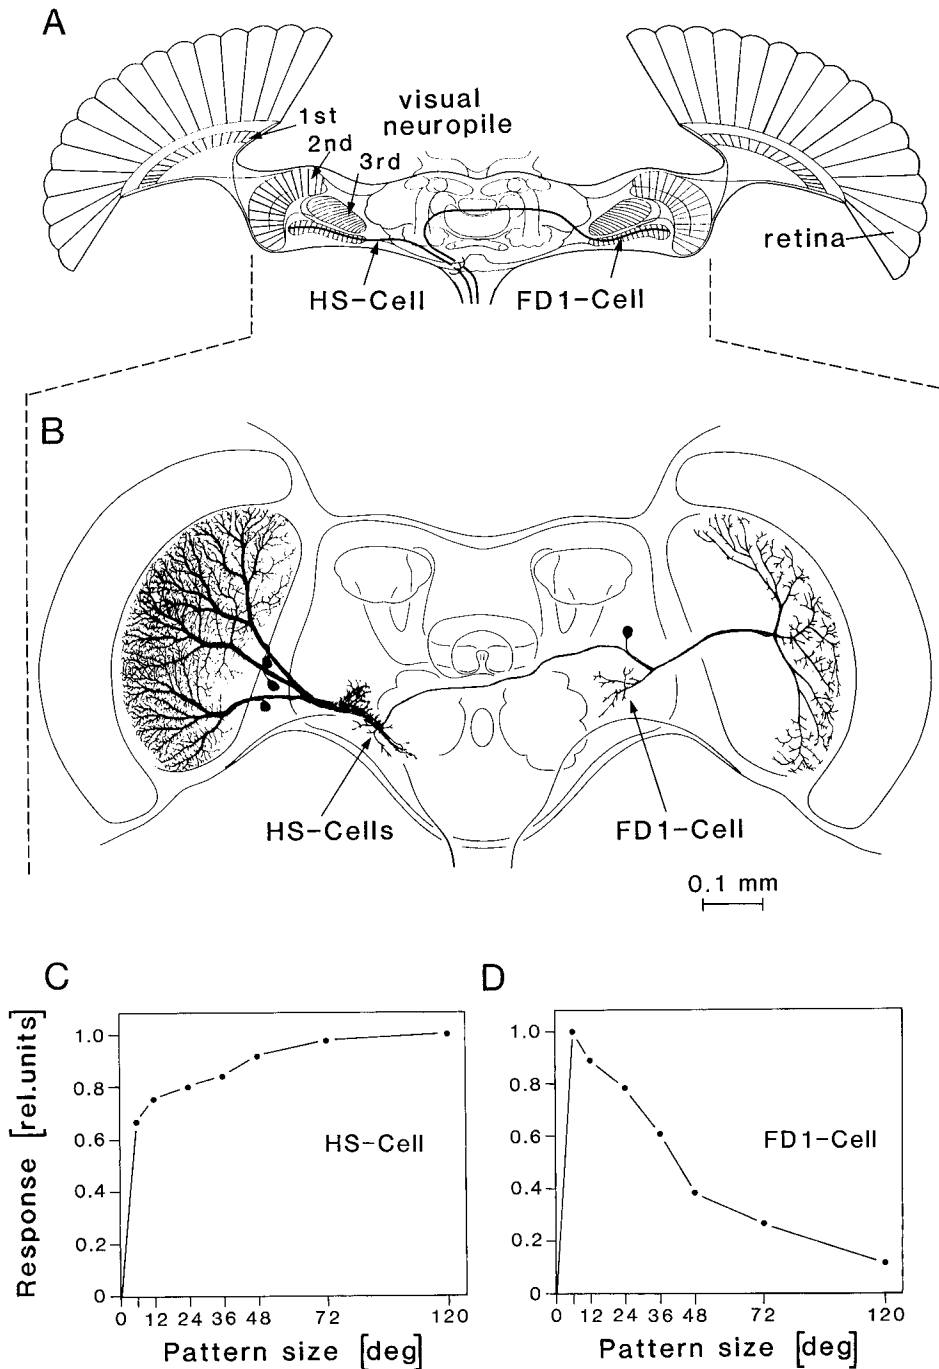 A
visual
neuropile
1st
2nd
3rd
retina
HS-Cell
FD1-Cell
B
HS-Cells
FD1-Cell
0.1 mm
C
Response [rel.units]
1.0
0.8
0.6
0.4
0.2
0
HS-Cell
0 12 24 36 48 72 120
Pattern size [deg]
D
1.0
0.8
0.6
0.4
0.2
0
FD1-Cell
0 12 24 36 48 72 120
Pattern size [deg]